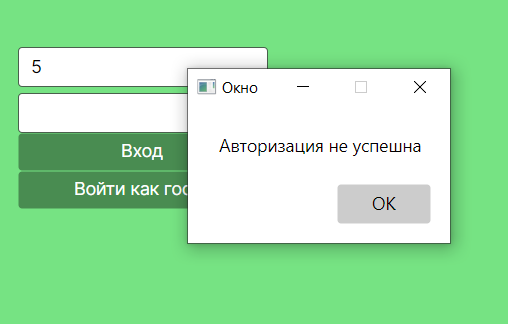 5
Окно
Авторизация не успешна
Вход
Войти как гос
OK